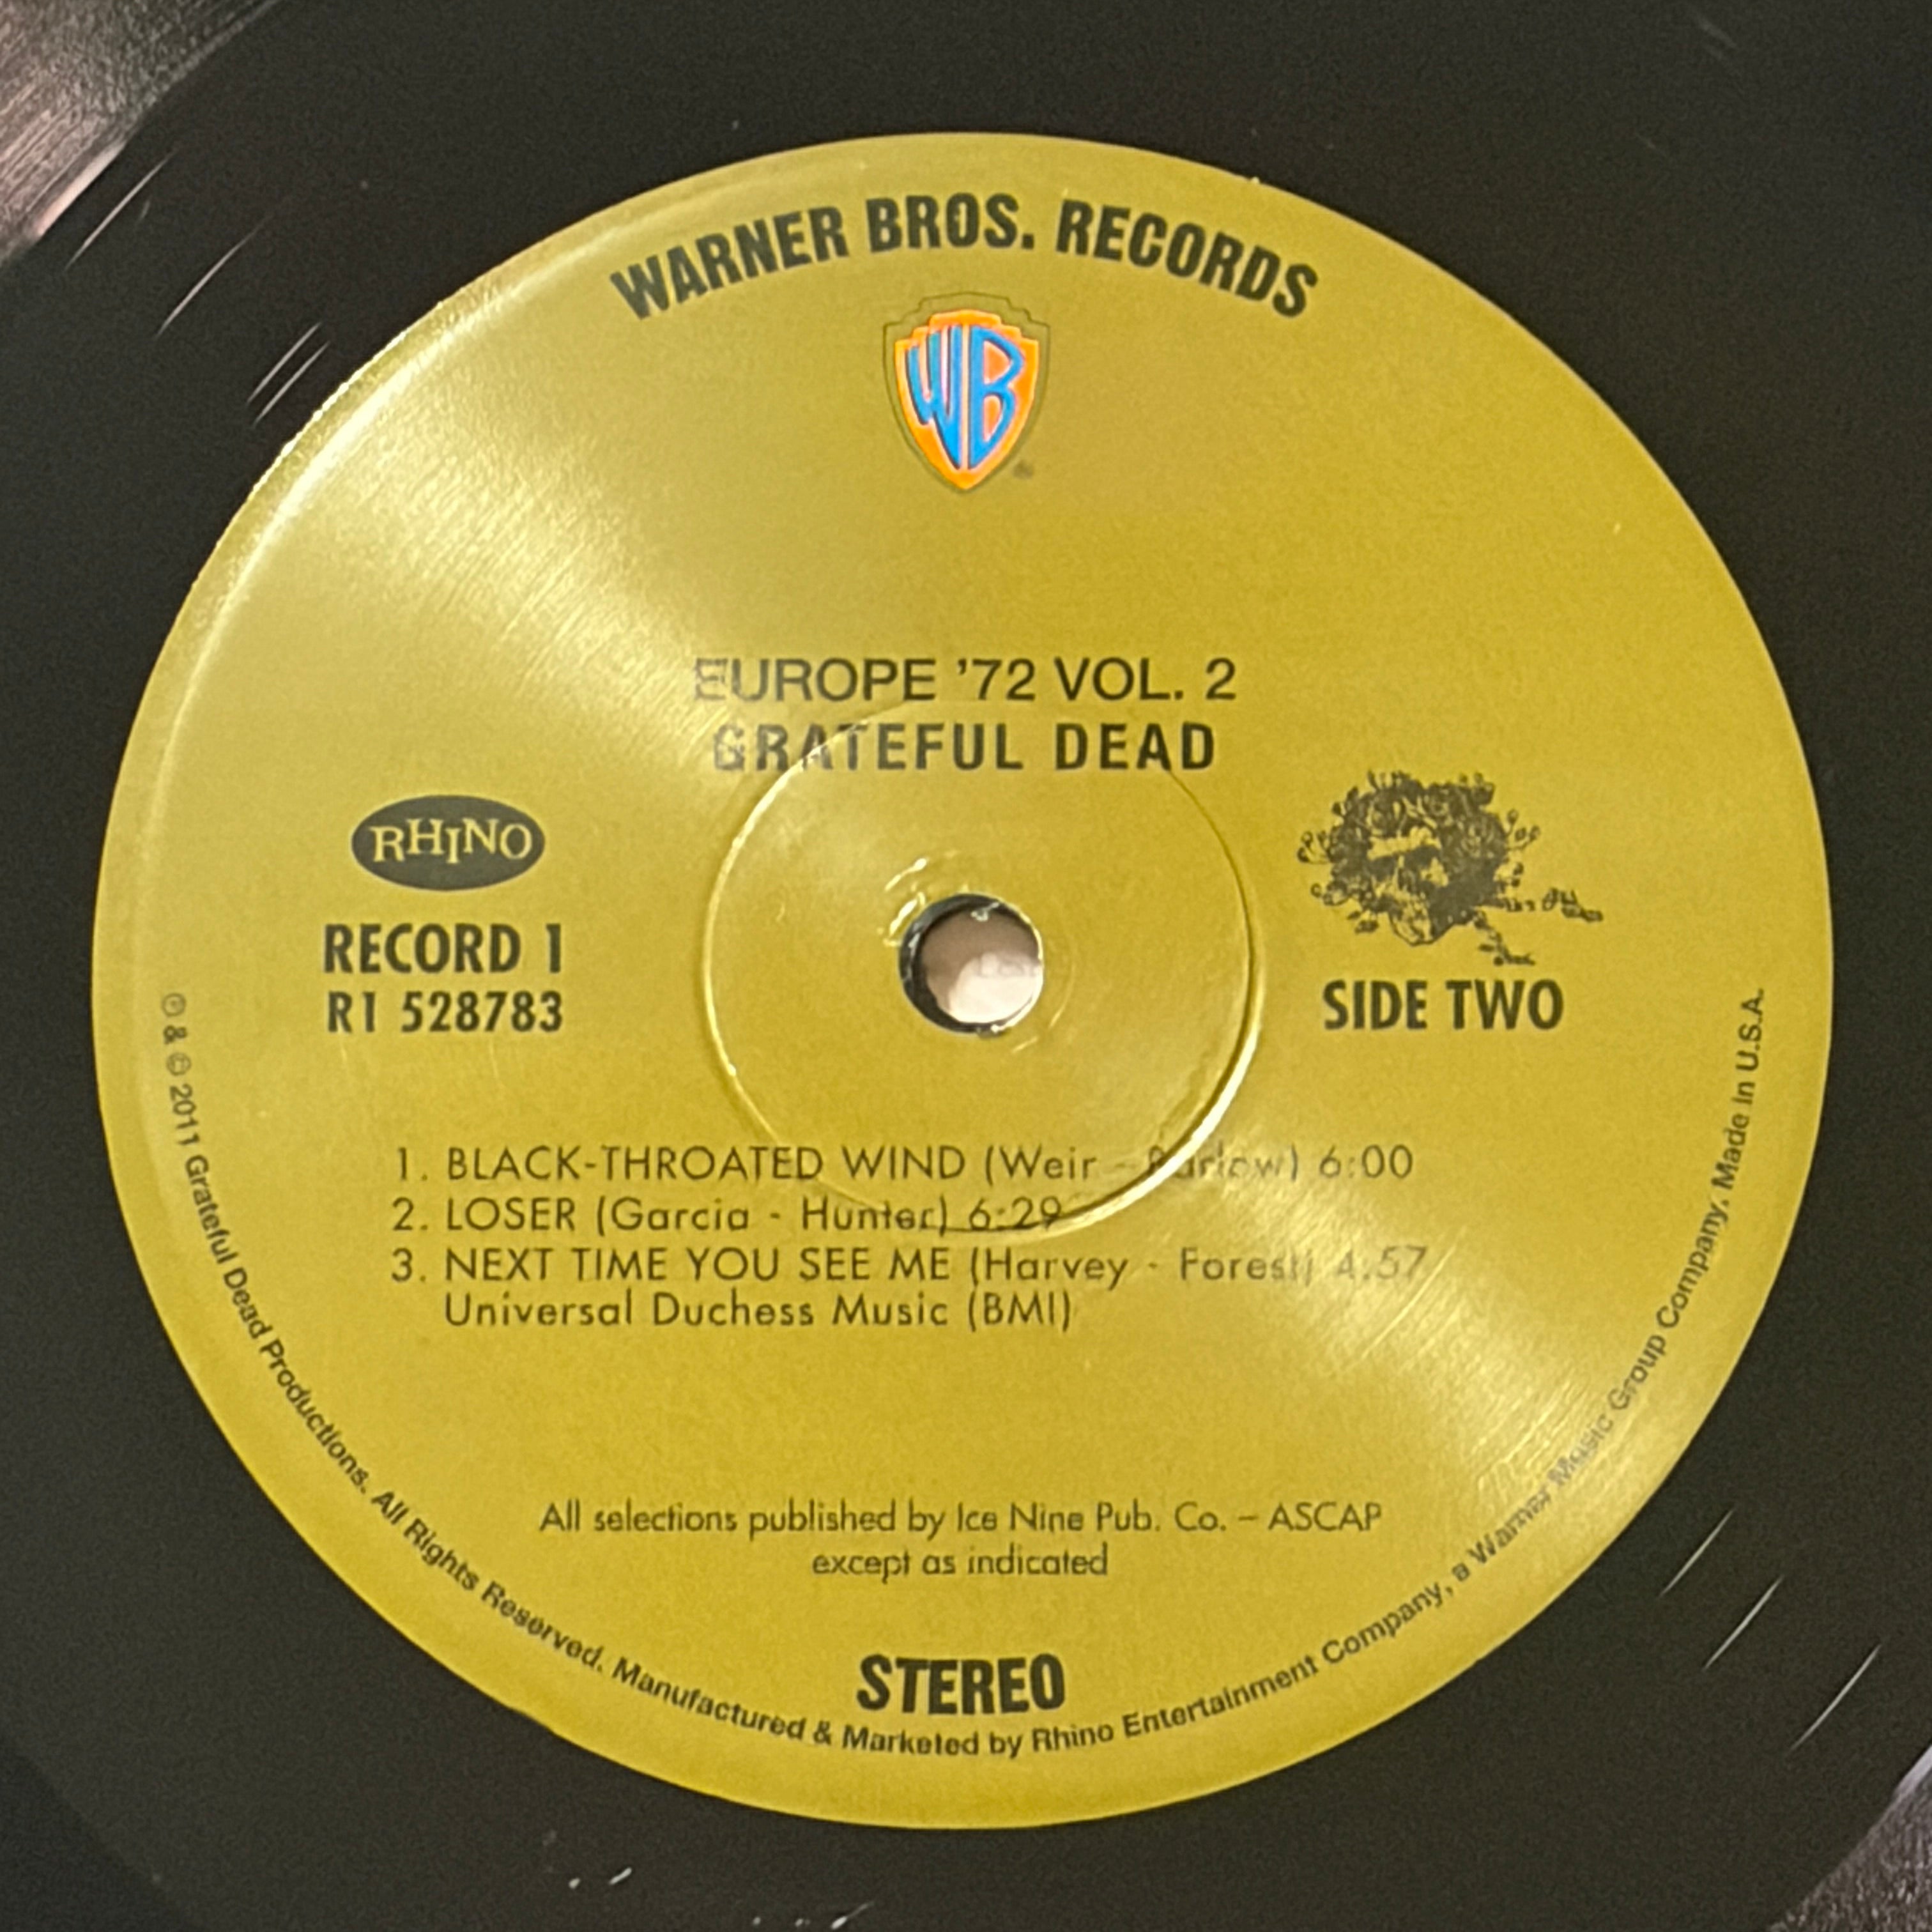 WARNER BROS. RECORDS
WB
EUROPE '72 VOL. 2
GRATEFUL DEAD
RHINO
RECORD 1
R1 528783
SIDE TWO
1. BLACK-THROATED WIND (Weir - Barlow) 6:00
2. LOSER (Garcia - Hunter) 6:29
3. NEXT TIME YOU SEE ME (Harvey - Forest) 4:57
Universal Duchess Music (BMI)
All selections published by Ice Nine Pub. Co. – ASCAP
except as indicated
STEREO
℗ & © 2011 Grateful Dead Productions. All Rights Reserved. Manufactured & Marketed by Rhino Entertainment Company, a Warner Music Group Company. Made in U.S.A.